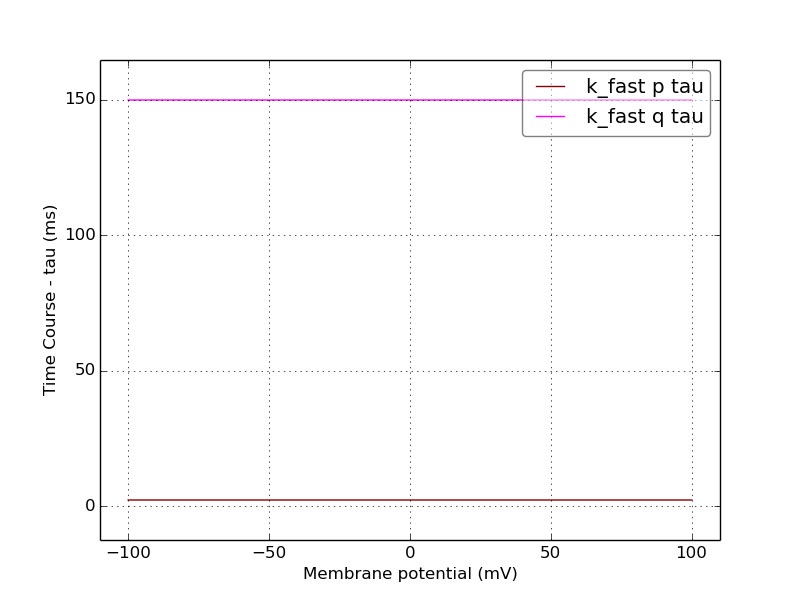 k_fast p tau
k_fast q tau
150
100
50
0
−100
−50
0
50
100
Time Course - tau (ms)
Membrane potential (mV)